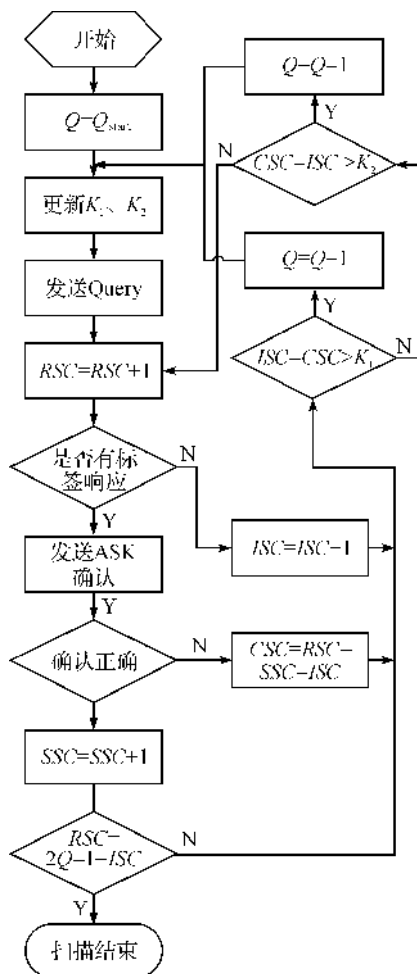 开始
Q=Q_start
更新K₁、K₂
发送Query
RSC=RSC+1
是否有标
签响应
N
Y
发送ASK
确认
Y
确认正确
N
SSC=SSC+1
RSC–
2Q–1–ISC
N
Y
扫描结束
Q–Q–1
Y
N
CSC–ISC>K₂
Q=Q–1
Y
ISC–CSC>K₁
N
ISC=ISC–1
CSC=RSC–
SSC–ISC